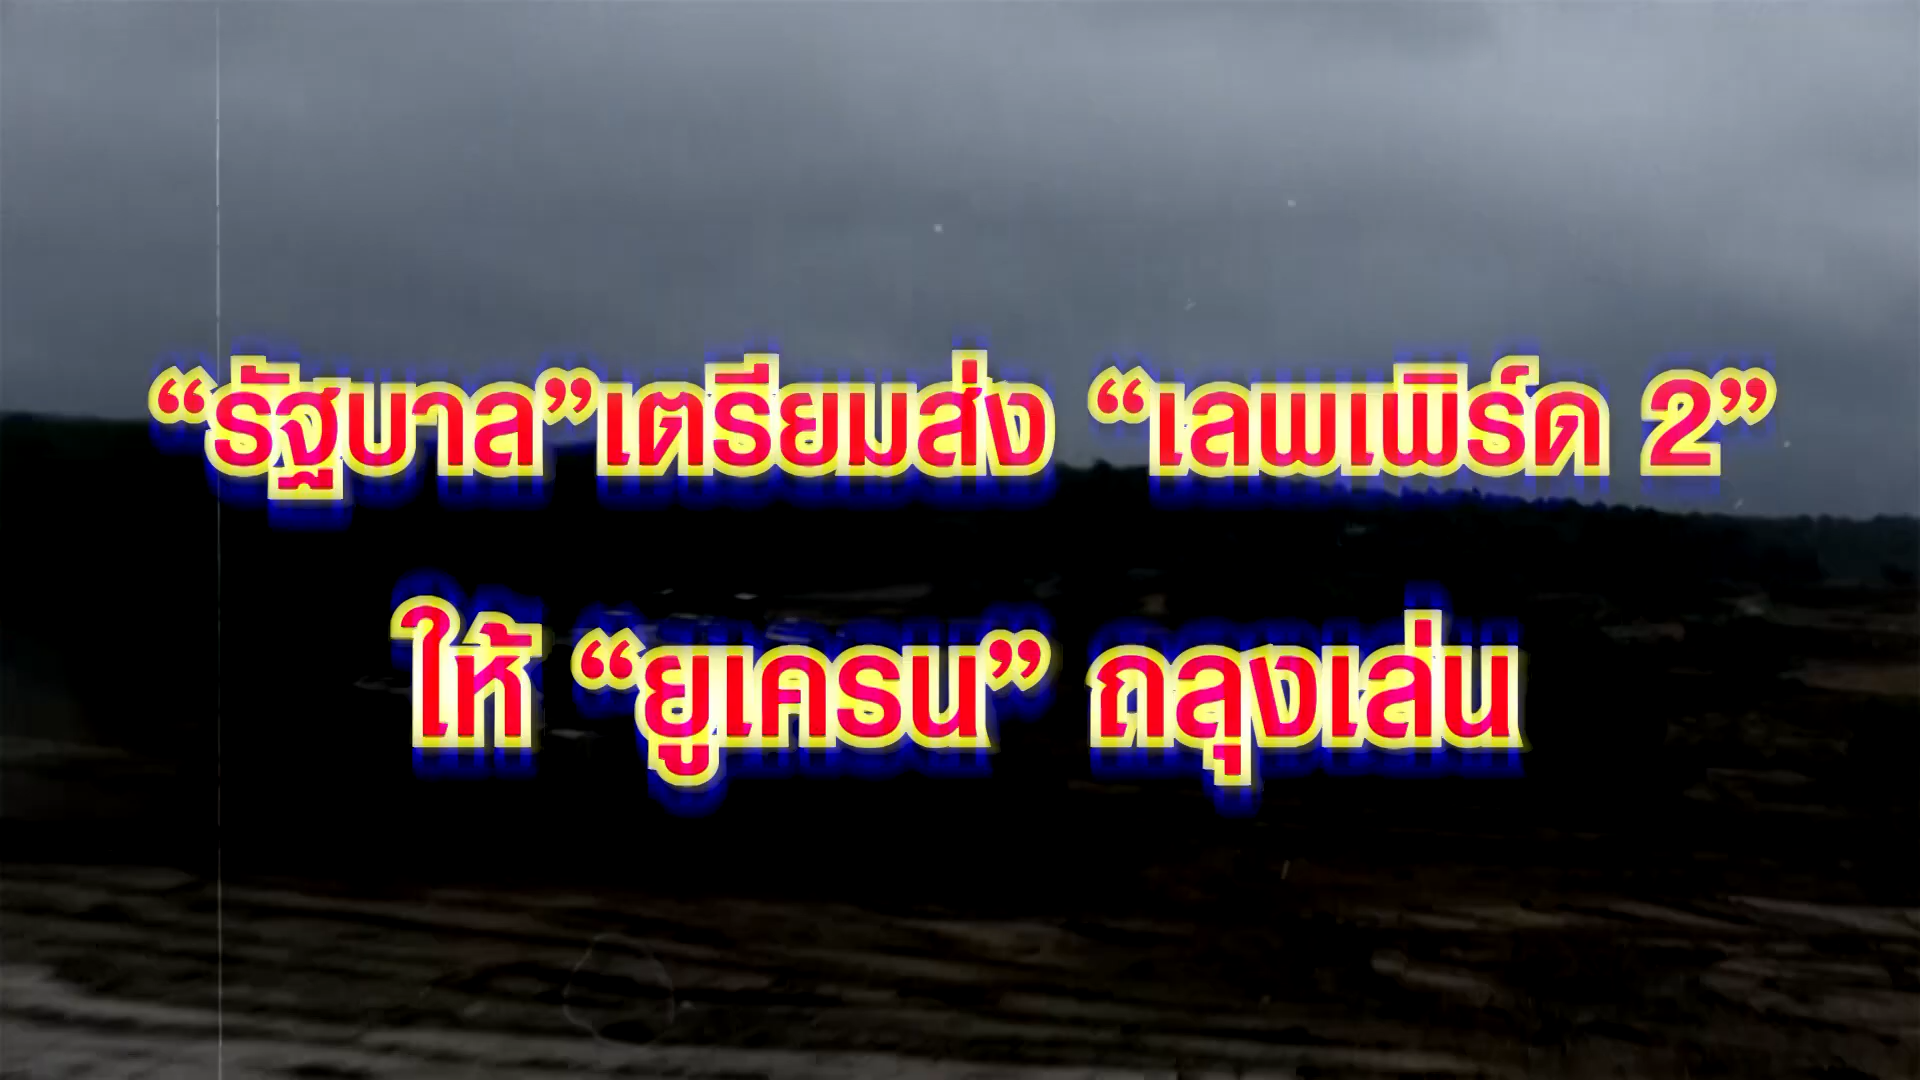 “รัฐบาล”เตรียมส่ง “เลพเพิร์ด 2”
ให้ “ยูเครน” ถลุงเล่น